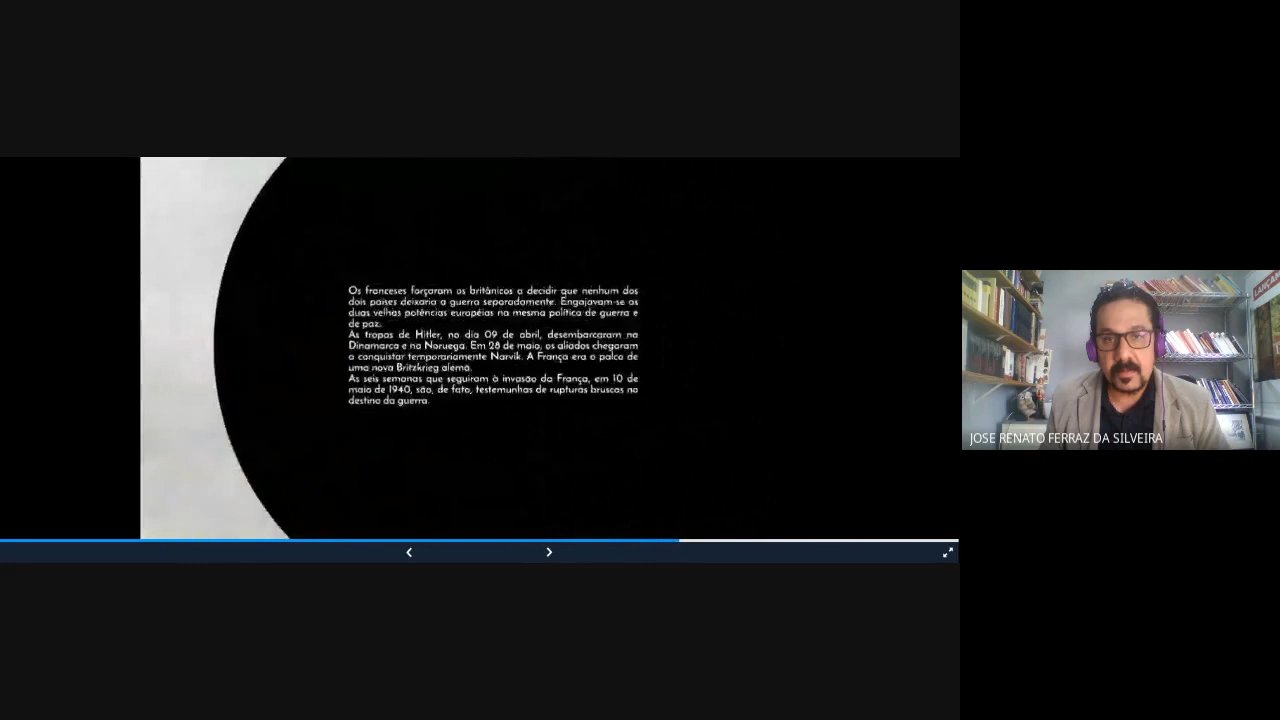 Os franceses forçaram os britânicos a decidir que nenhum dos
dois países deixaria a guerra separadamente. Engajavam-se as
duas velhas potências européias na mesma política de guerra e
de paz.
As tropas de Hitler, no dia 09 de abril, desembarcaram na
Dinamarca e na Noruega. Em 28 de maio, os aliados chegaram
a conquistar temporariamente Narvik. A França era o palco de
uma nova Britzkrieg alemã.
As seis semanas que seguiram à invasão da França, em 10 de
maio de 1940, são, de fato, testemunhas de rupturas bruscas no
destino da guerra.
JOSE RENATO FERRAZ DA SILVEIRA